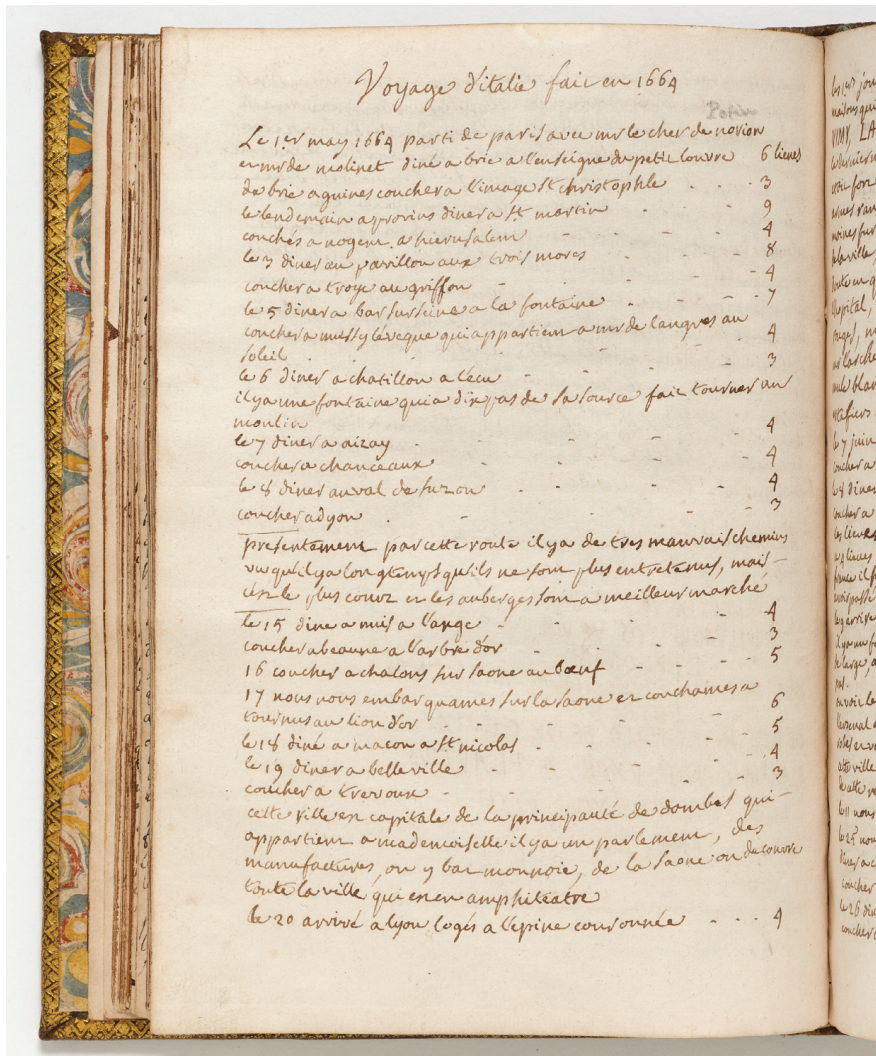 Voyage d'italie fait en 1664
Potin
Le 1er may 1664 parti de paris avec mr le cher de novion
et mr de molinet diné a brie a l'enseigne du petit louvre 6 lieues
de brie a guines coucher a l'image st christophle - - - 3
le lendemain a provins diner a st martin - - 9
couchés a nogent, a hierusalem - - - 4
le 3 diner au pavillon aux trois mores - - - 8
coucher a troye au griffon - - - - 4
le 5 diner a bar sur seine a la fontaine - - - - 7
coucher a mussy l'éveque qui appartient a mr de langres au
soleil - - - - 4
le 6 diner a chatillon a l'écu - - - - 3
il y a une fontaine qui a dix pas de sa source fait tourner un
moulin
le 7 diner a aizay - - - - 4
coucher a chanceaux - - - - 4
le 8 diner au val de suzon - - - - 4
coucher a dyon - - - - 3
presentement par cette route il y a de tres mauvais chemins
vu qu'il y a longtemps qu'ils ne sont plus entretenus, mais -
c'est le plus court et les auberges sont a meilleur marché
le 15 diné a nuis a l'ange - - - - 4
coucher a beaune a l'arbre d'or - - - - 3
16 coucher a chalons sur saone au bœuf - - - - 5
17 nous nous embarquames sur la saone et couchames a
tournus au lion d'or - - - - 6
le 18 diné a macon a st nicolas - - - - 5
le 19 diner a belleville - - - - 4
coucher a trevoux - - - - 3
cette ville est capitale de la principauté de dombes qui -
appartient a mademoiselle il y a un parlement, des
manufactures, on y bat monnoie, de la saone on decouvre
toute la ville qui est en amphiteatre
le 20 arrivé a lyon logés a l'épine couronnée - - - 4